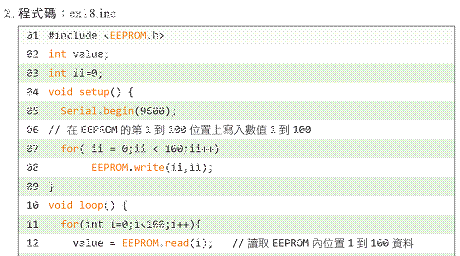 2. 程式碼：ex18.ino
01 #include <EEPROM.h>
02 int value;
03 int ii=0;
04 void setup() {
05 Serial.begin(9600);
06 // 在 EEPROM 的第 1 到 100 位置上寫入數值 1 到 100
07 for( ii = 0;ii < 100;ii++)
08 EEPROM.write(ii,ii);
09 }
10 void loop() {
11 for(int i=0;i<100;i++){
12 value = EEPROM.read(i); // 讀取 EEPROM 內位置 1 到 100 資料